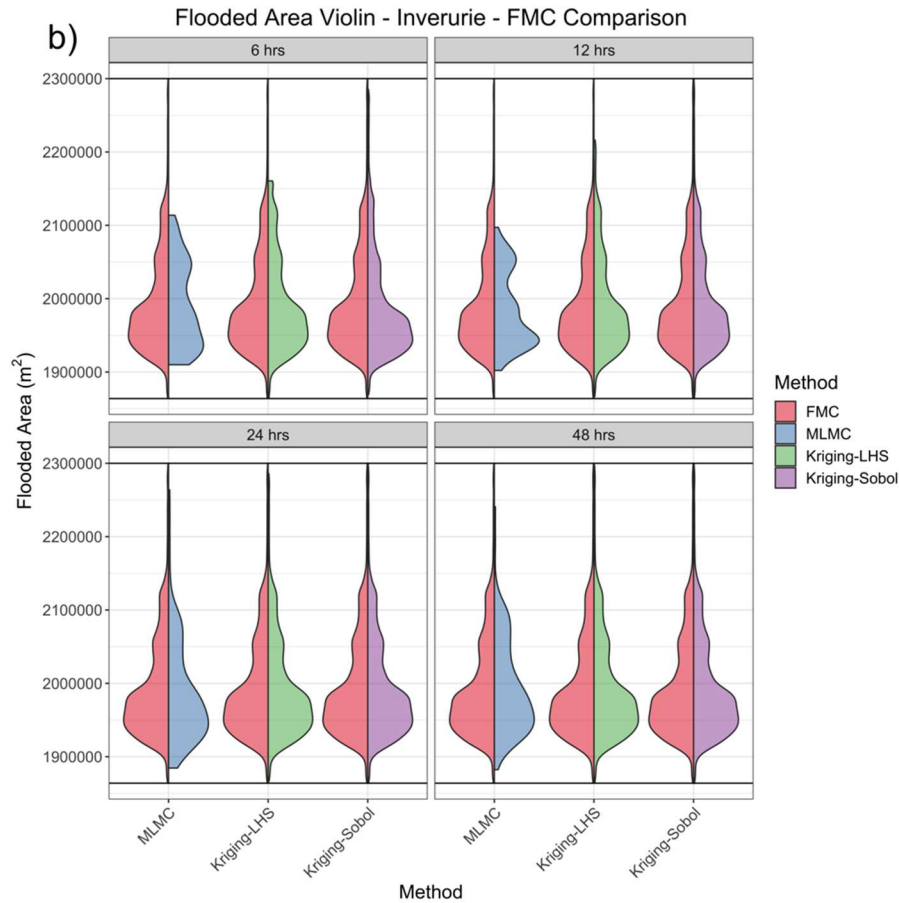 Flooded Area Violin - Inverurie - FMC Comparison
b)
6 hrs
12 hrs
2300000
2200000
2100000
2000000
1900000
24 hrs
48 hrs
2300000
2200000
2100000
2000000
1900000
Flooded Area (m²)
MLMC
Kriging-LHS
Kriging-Sobol
MLMC
Kriging-LHS
Kriging-Sobol
Method
Method
FMC
MLMC
Kriging-LHS
Kriging-Sobol